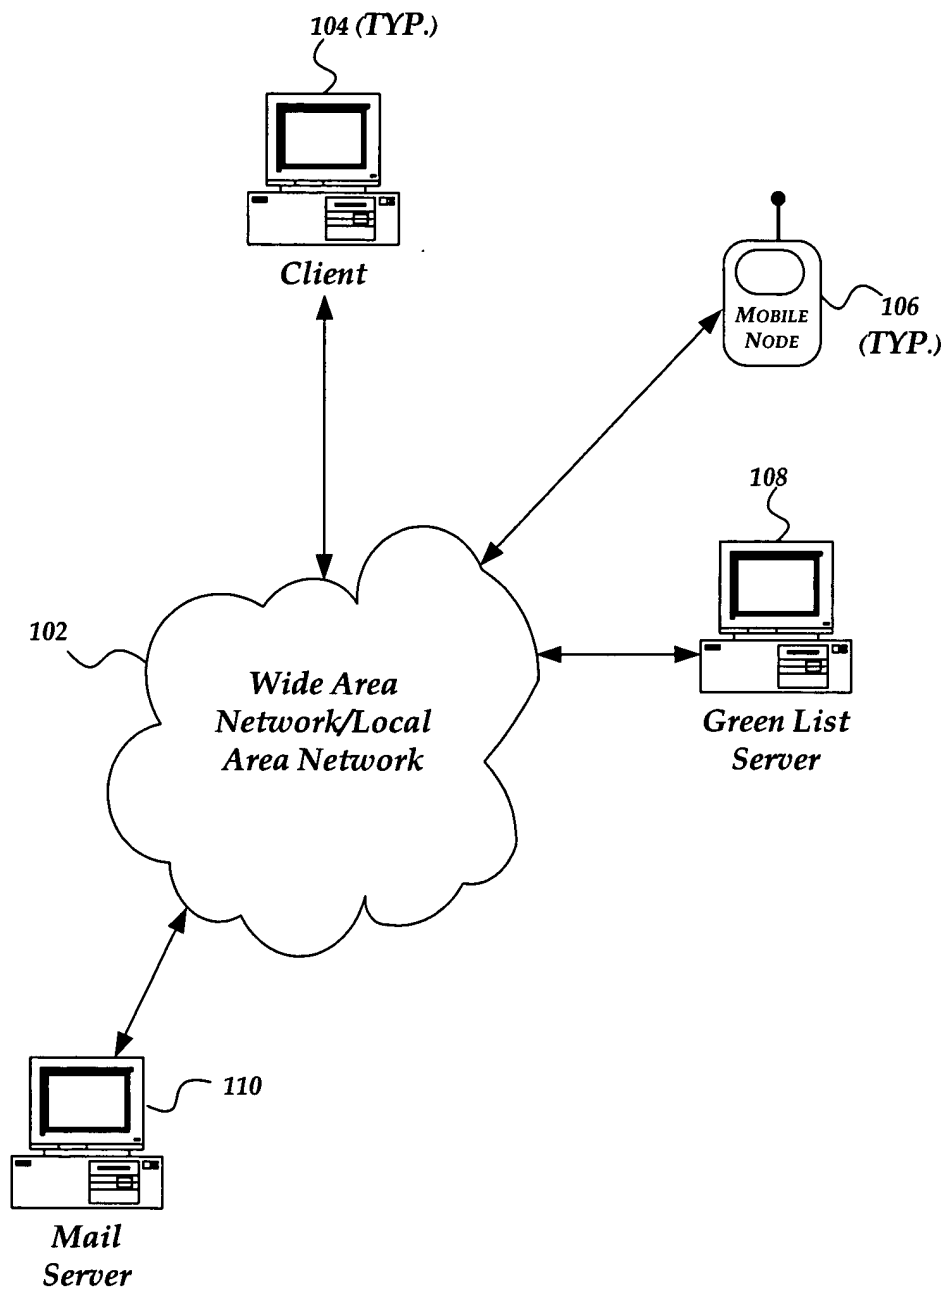 104 (TYP.)
Client
MOBILE
NODE
106
(TYP.)
108
Green List
Server
102
Wide Area
Network/Local
Area Network
110
Mail
Server